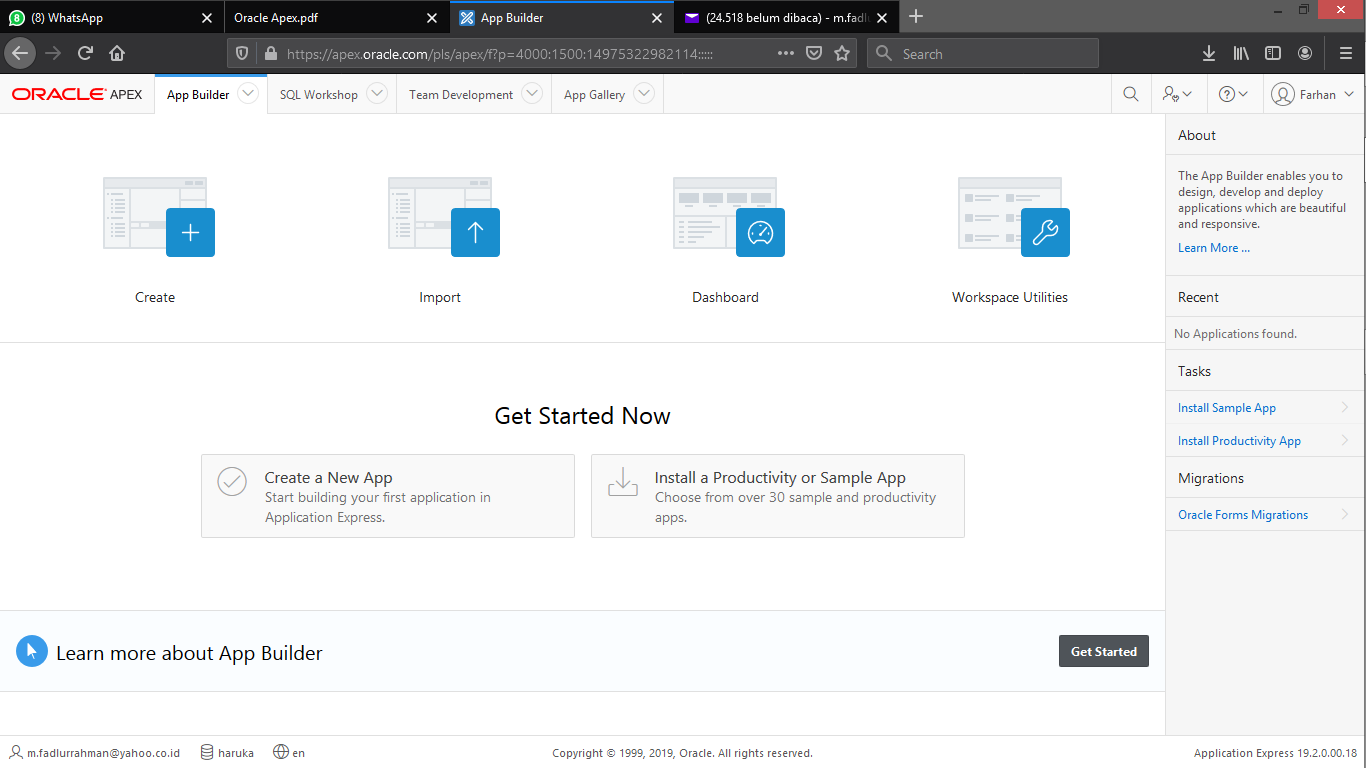 (8) WhatsApp
Oracle Apex.pdf
App Builder
(24.518 belum dibaca) - m.fadlu
https://apex.oracle.com/pls/apex/f?p=4000:1500:14975322982114:::::
Search
ORACLE APEX
App Builder
SQL Workshop
Team Development
App Gallery
Farhan
Create
Import
Dashboard
Workspace Utilities
Get Started Now
Create a New App
Start building your first application in
Application Express.
Install a Productivity or Sample App
Choose from over 30 sample and productivity
apps.
Learn more about App Builder
Get Started
About
The App Builder enables you to
design, develop and deploy
applications which are beautiful
and responsive.
Learn More ...
Recent
No Applications found.
Tasks
Install Sample App
Install Productivity App
Migrations
Oracle Forms Migrations
m.fadlurrahman@yahoo.co.id
haruka
en
Copyright © 1999, 2019, Oracle. All rights reserved.
Application Express 19.2.0.00.18